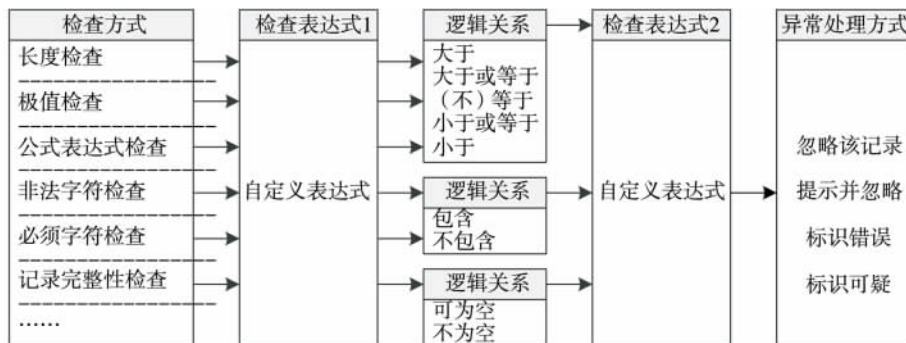 检查方式
长度检查
极值检查
公式表达式检查
非法字符检查
必须字符检查
记录完整性检查
……
检查表达式1
自定义表达式
逻辑关系
大于
大于或等于
（不）等于
小于或等于
小于
逻辑关系
包含
不包含
逻辑关系
可为空
不为空
检查表达式2
自定义表达式
异常处理方式
忽略该记录
提示并忽略
标识错误
标识可疑